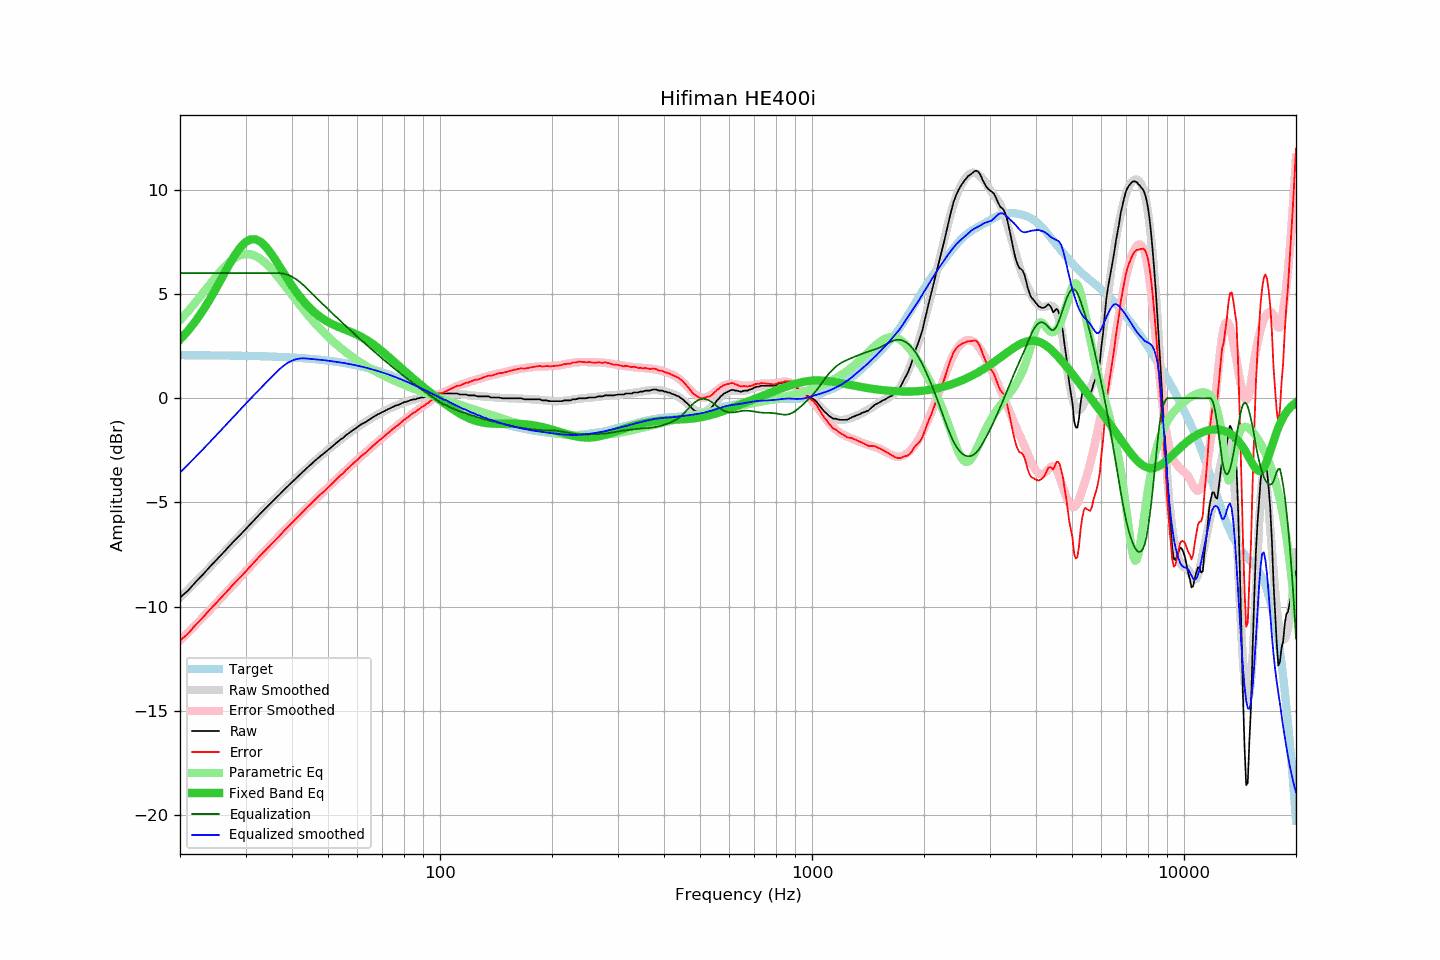 Hifiman HE400i
Amplitude (dBr)
10
5
0
−5
−10
−15
−20
Target
Raw Smoothed
Error Smoothed
Raw
Error
Parametric Eq
Fixed Band Eq
Equalization
Equalized smoothed
100
1000
10000
Frequency (Hz)